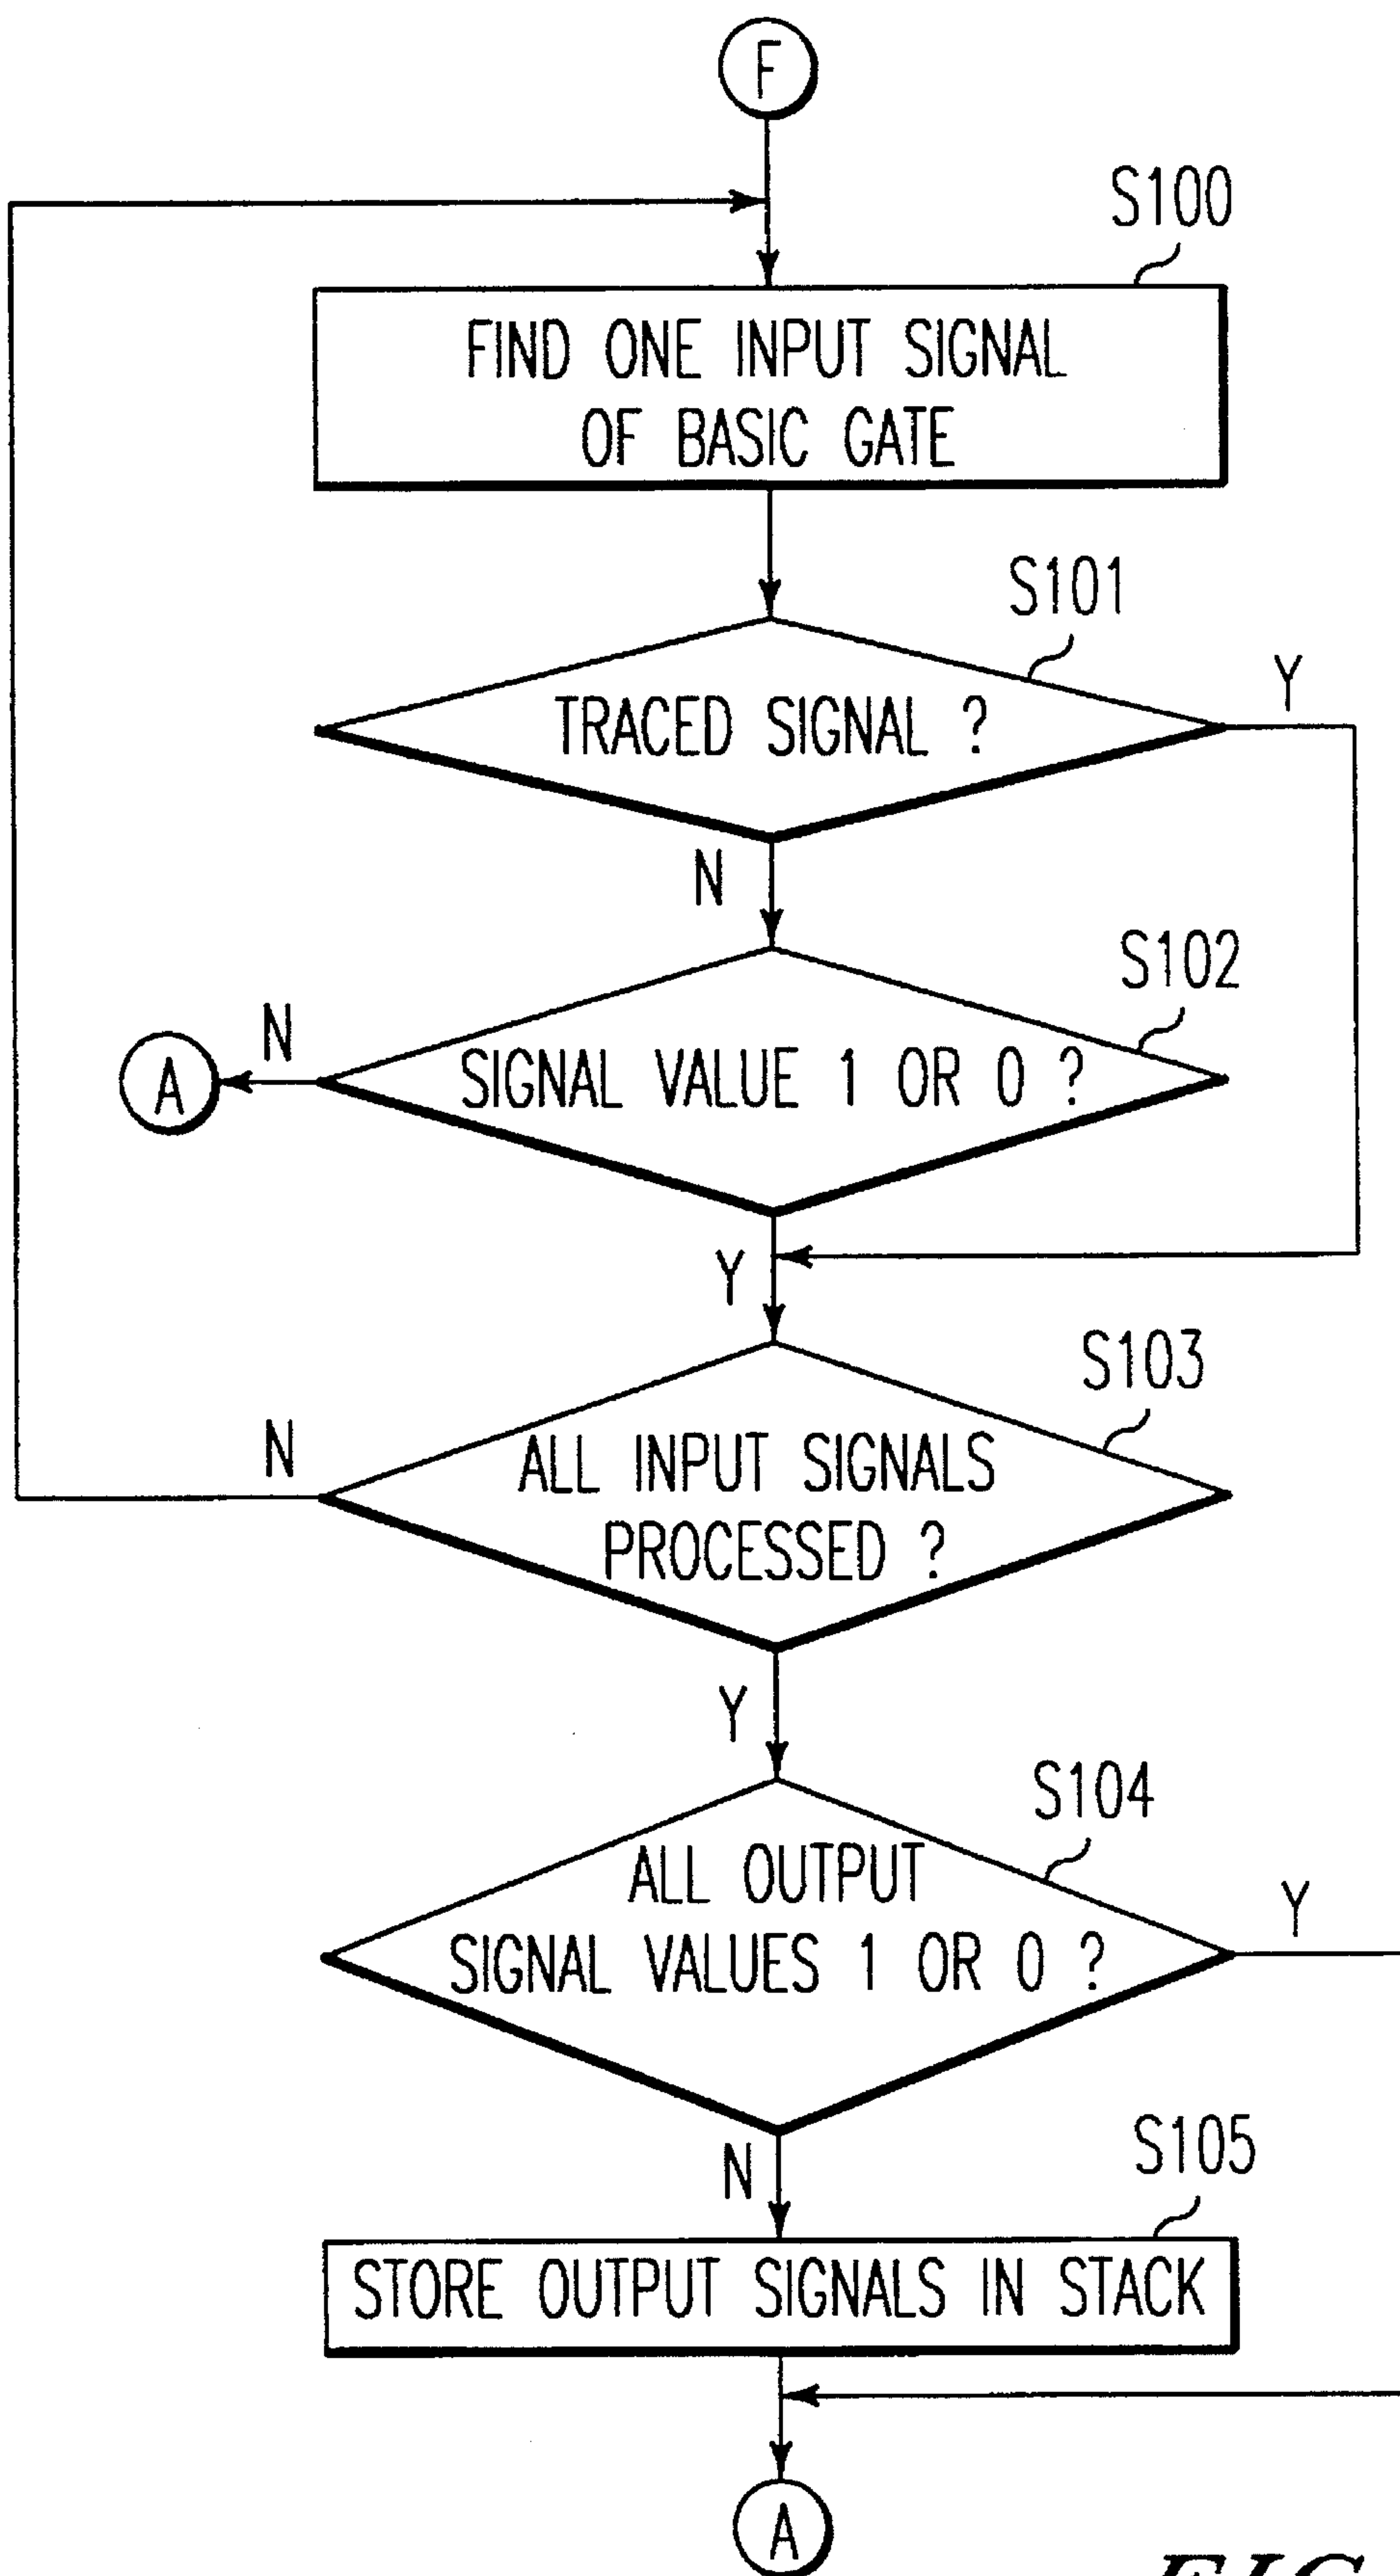 F
S100
FIND ONE INPUT SIGNAL
OF BASIC GATE
S101
TRACED SIGNAL ?
Y
N
S102
N
A
SIGNAL VALUE 1 OR 0 ?
Y
S103
N
ALL INPUT SIGNALS
PROCESSED ?
Y
S104
ALL OUTPUT
SIGNAL VALUES 1 OR 0 ?
Y
N
S105
STORE OUTPUT SIGNALS IN STACK
A